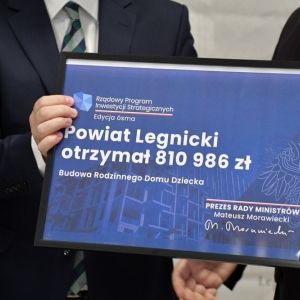 Rządowy Program
Inwestycji Strategicznych
Edycja ósma
Powiat Legnicki
otrzymał 810 986 zł
Budowa Rodzinnego Domu Dziecka
PREZES RADY MINISTRÓW
Mateusz Morawiecki
M. Morawiecki